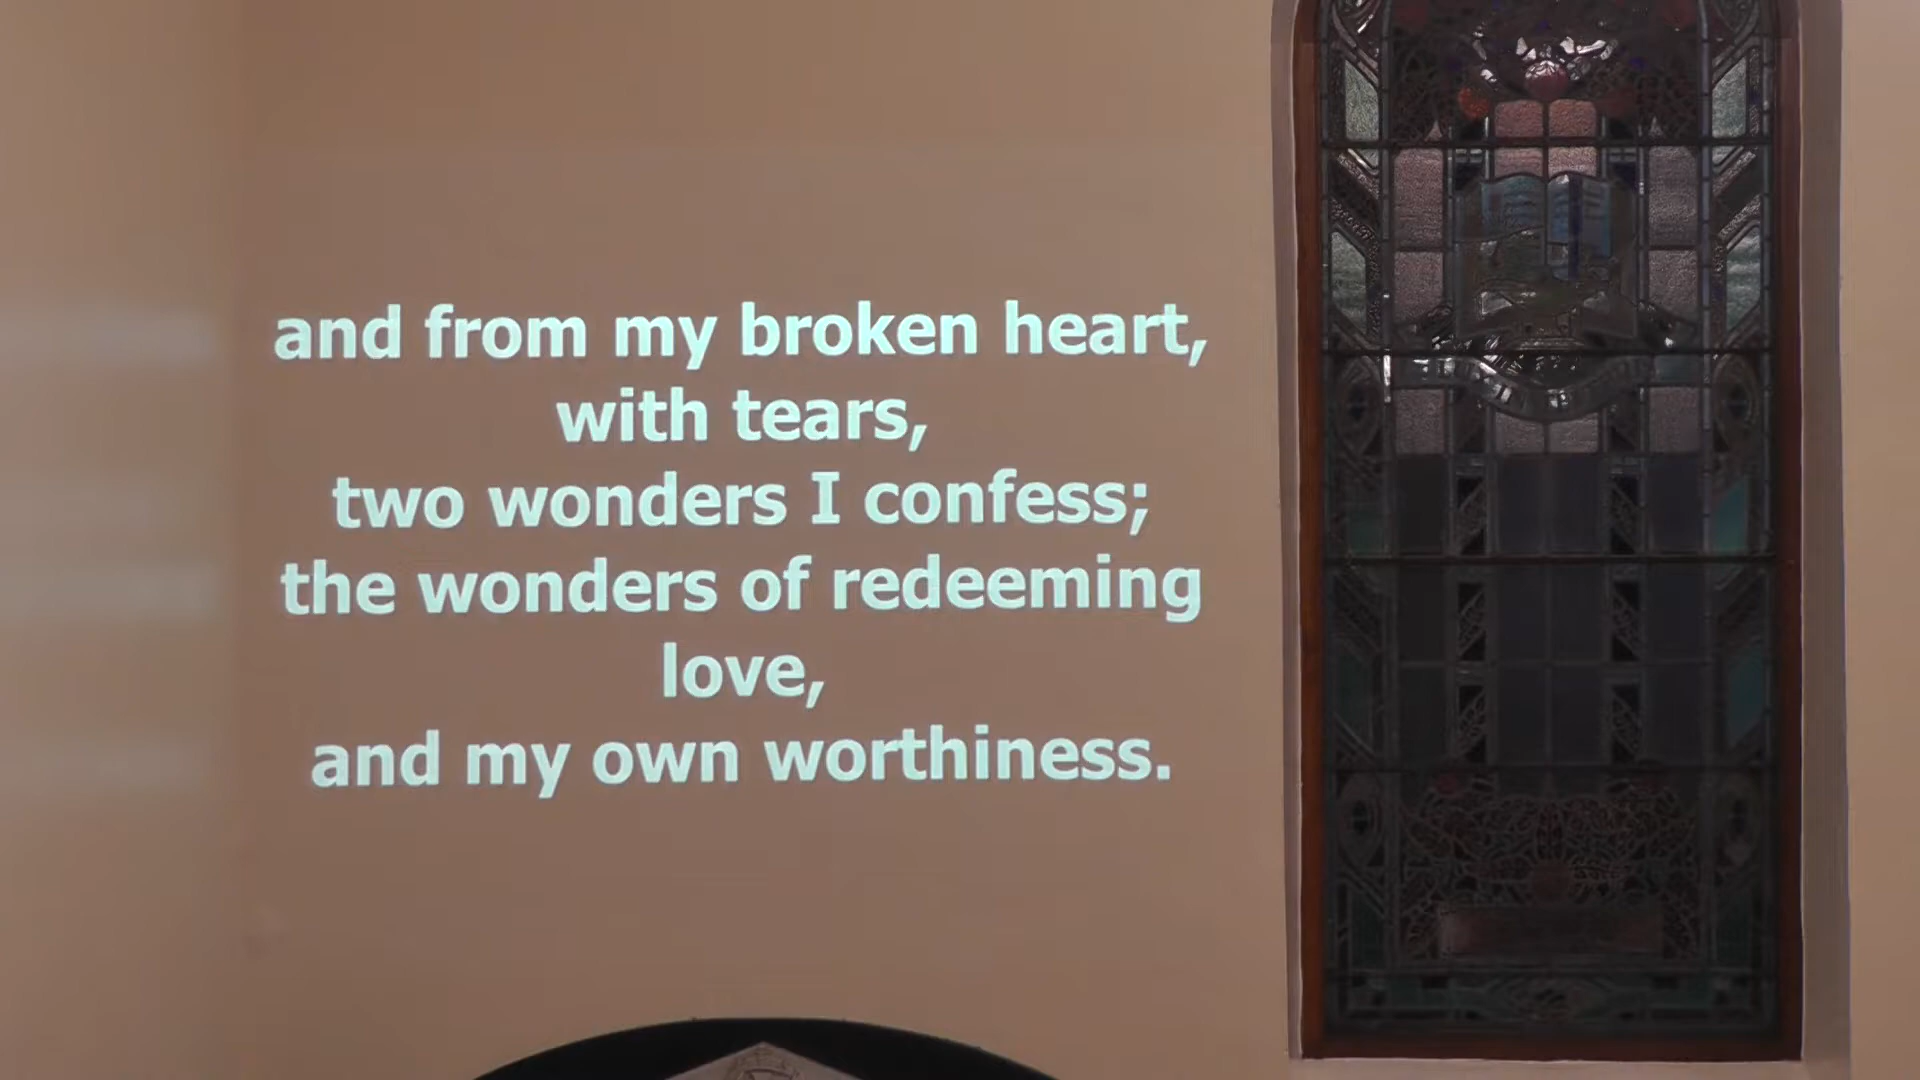 and from my broken heart,
with tears,
two wonders I confess;
the wonders of redeeming
love,
and my own worthiness.